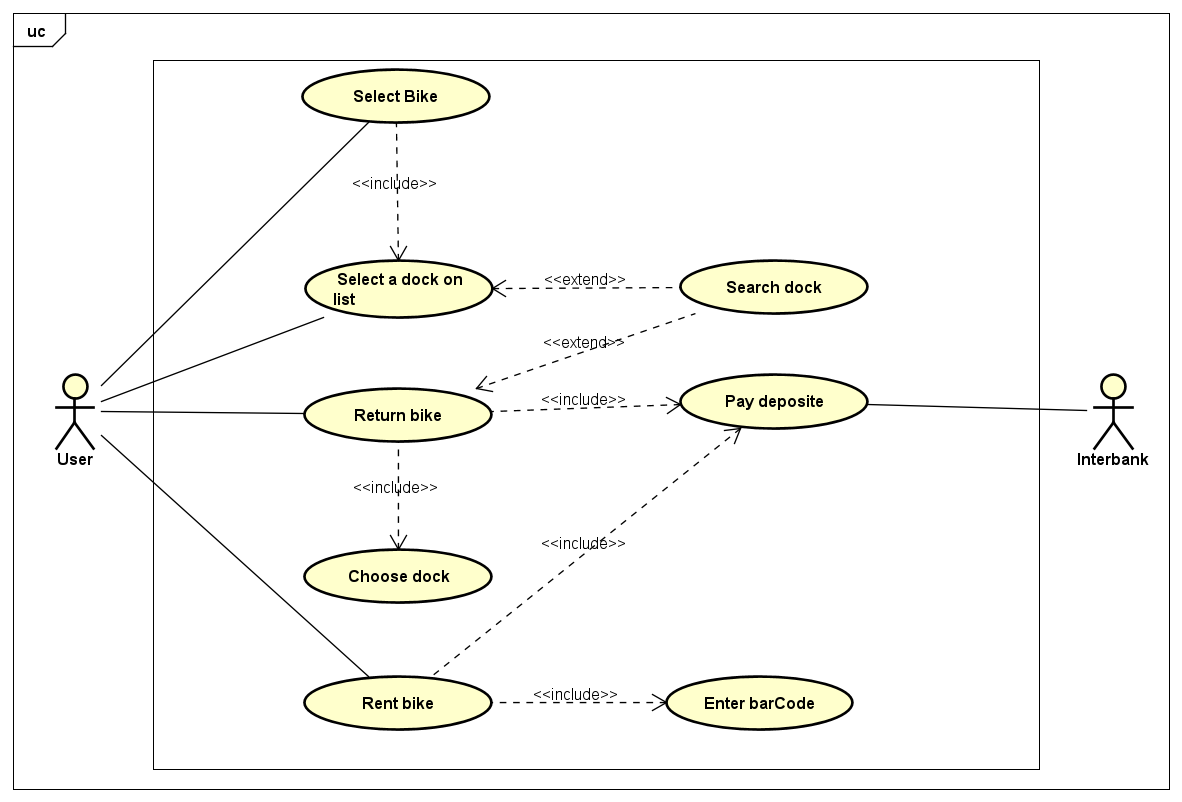 uc
Select Bike
<<include>>
Select a dock on
list
<<extend>>
Search dock
<<extend>>
Return bike
<<include>>
Pay deposite
User
Interbank
<<include>>
<<include>>
Choose dock
Rent bike
<<include>>
Enter barCode